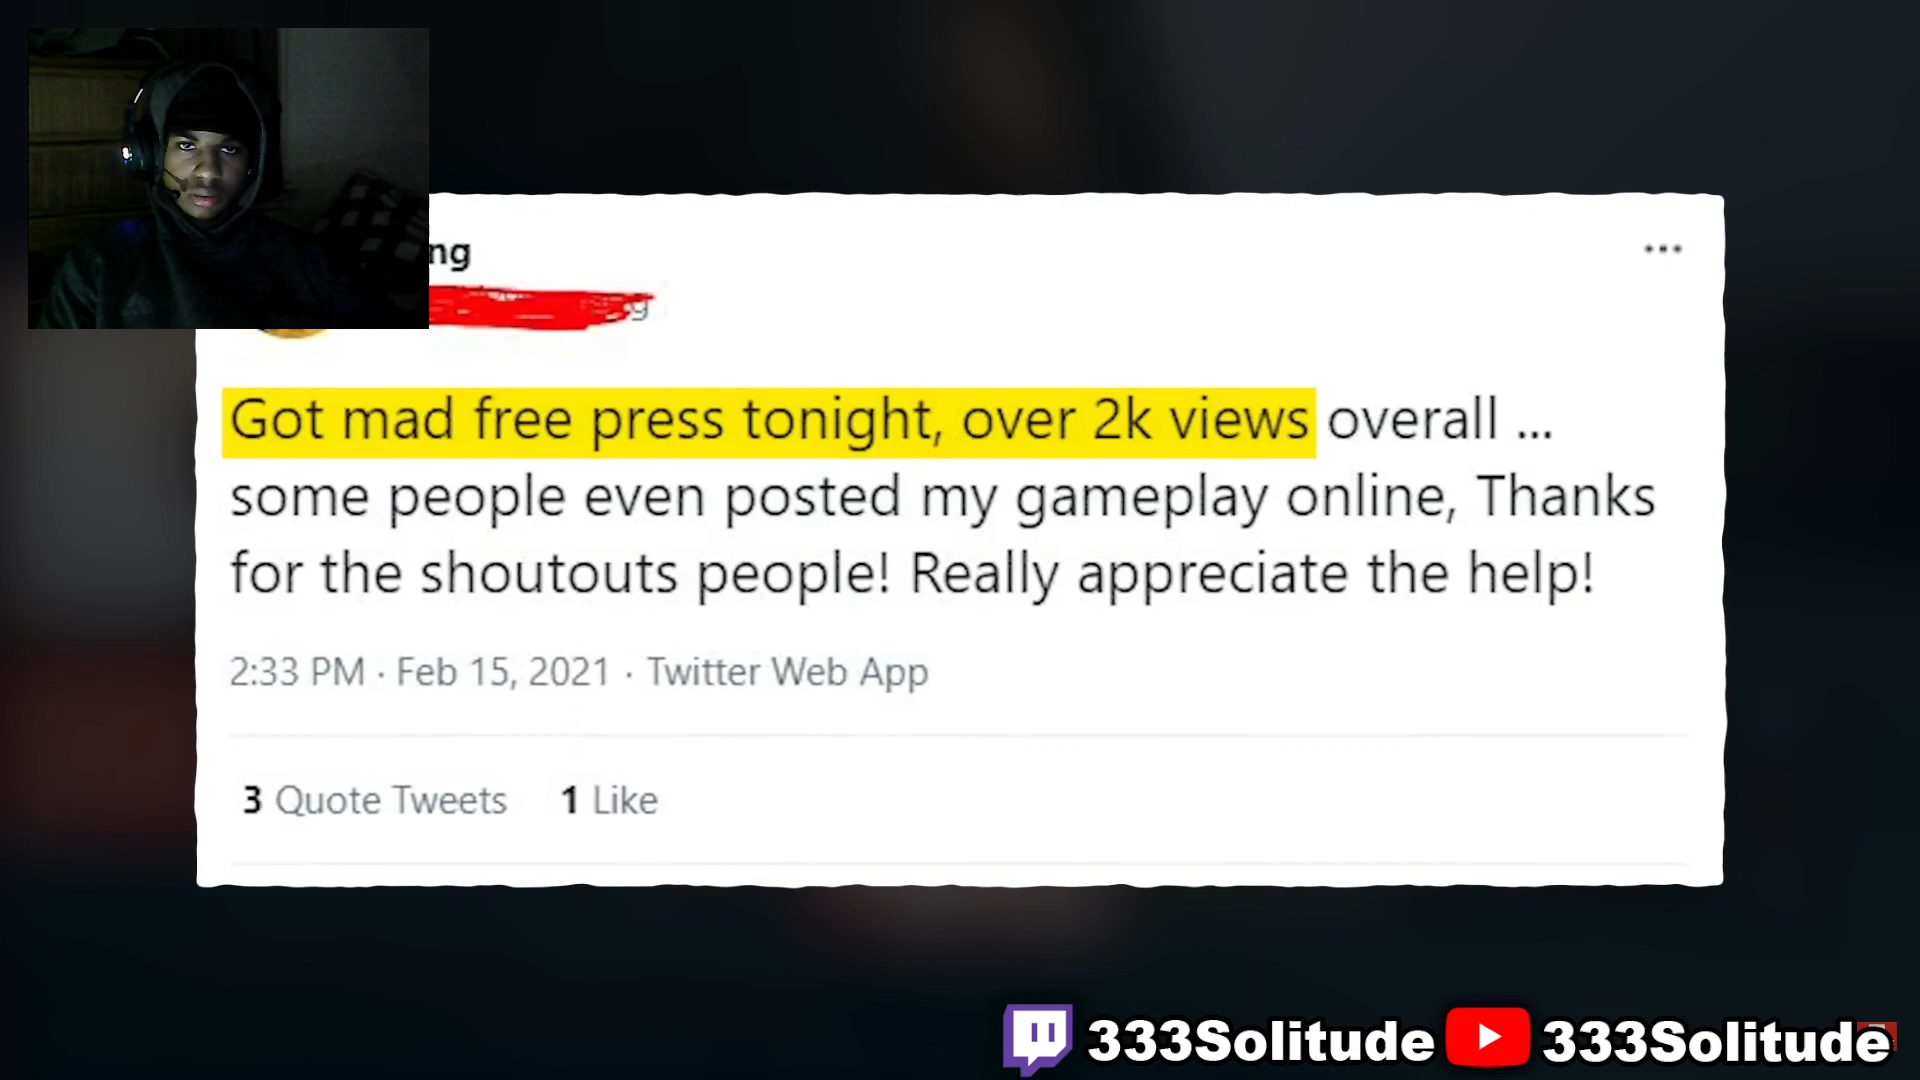 ng
g
Got mad free press tonight, over 2k views overall ...
some people even posted my gameplay online, Thanks
for the shoutouts people! Really appreciate the help!
2:33 PM · Feb 15, 2021 · Twitter Web App
3 Quote Tweets 1 Like
333Solitude 333Solitude